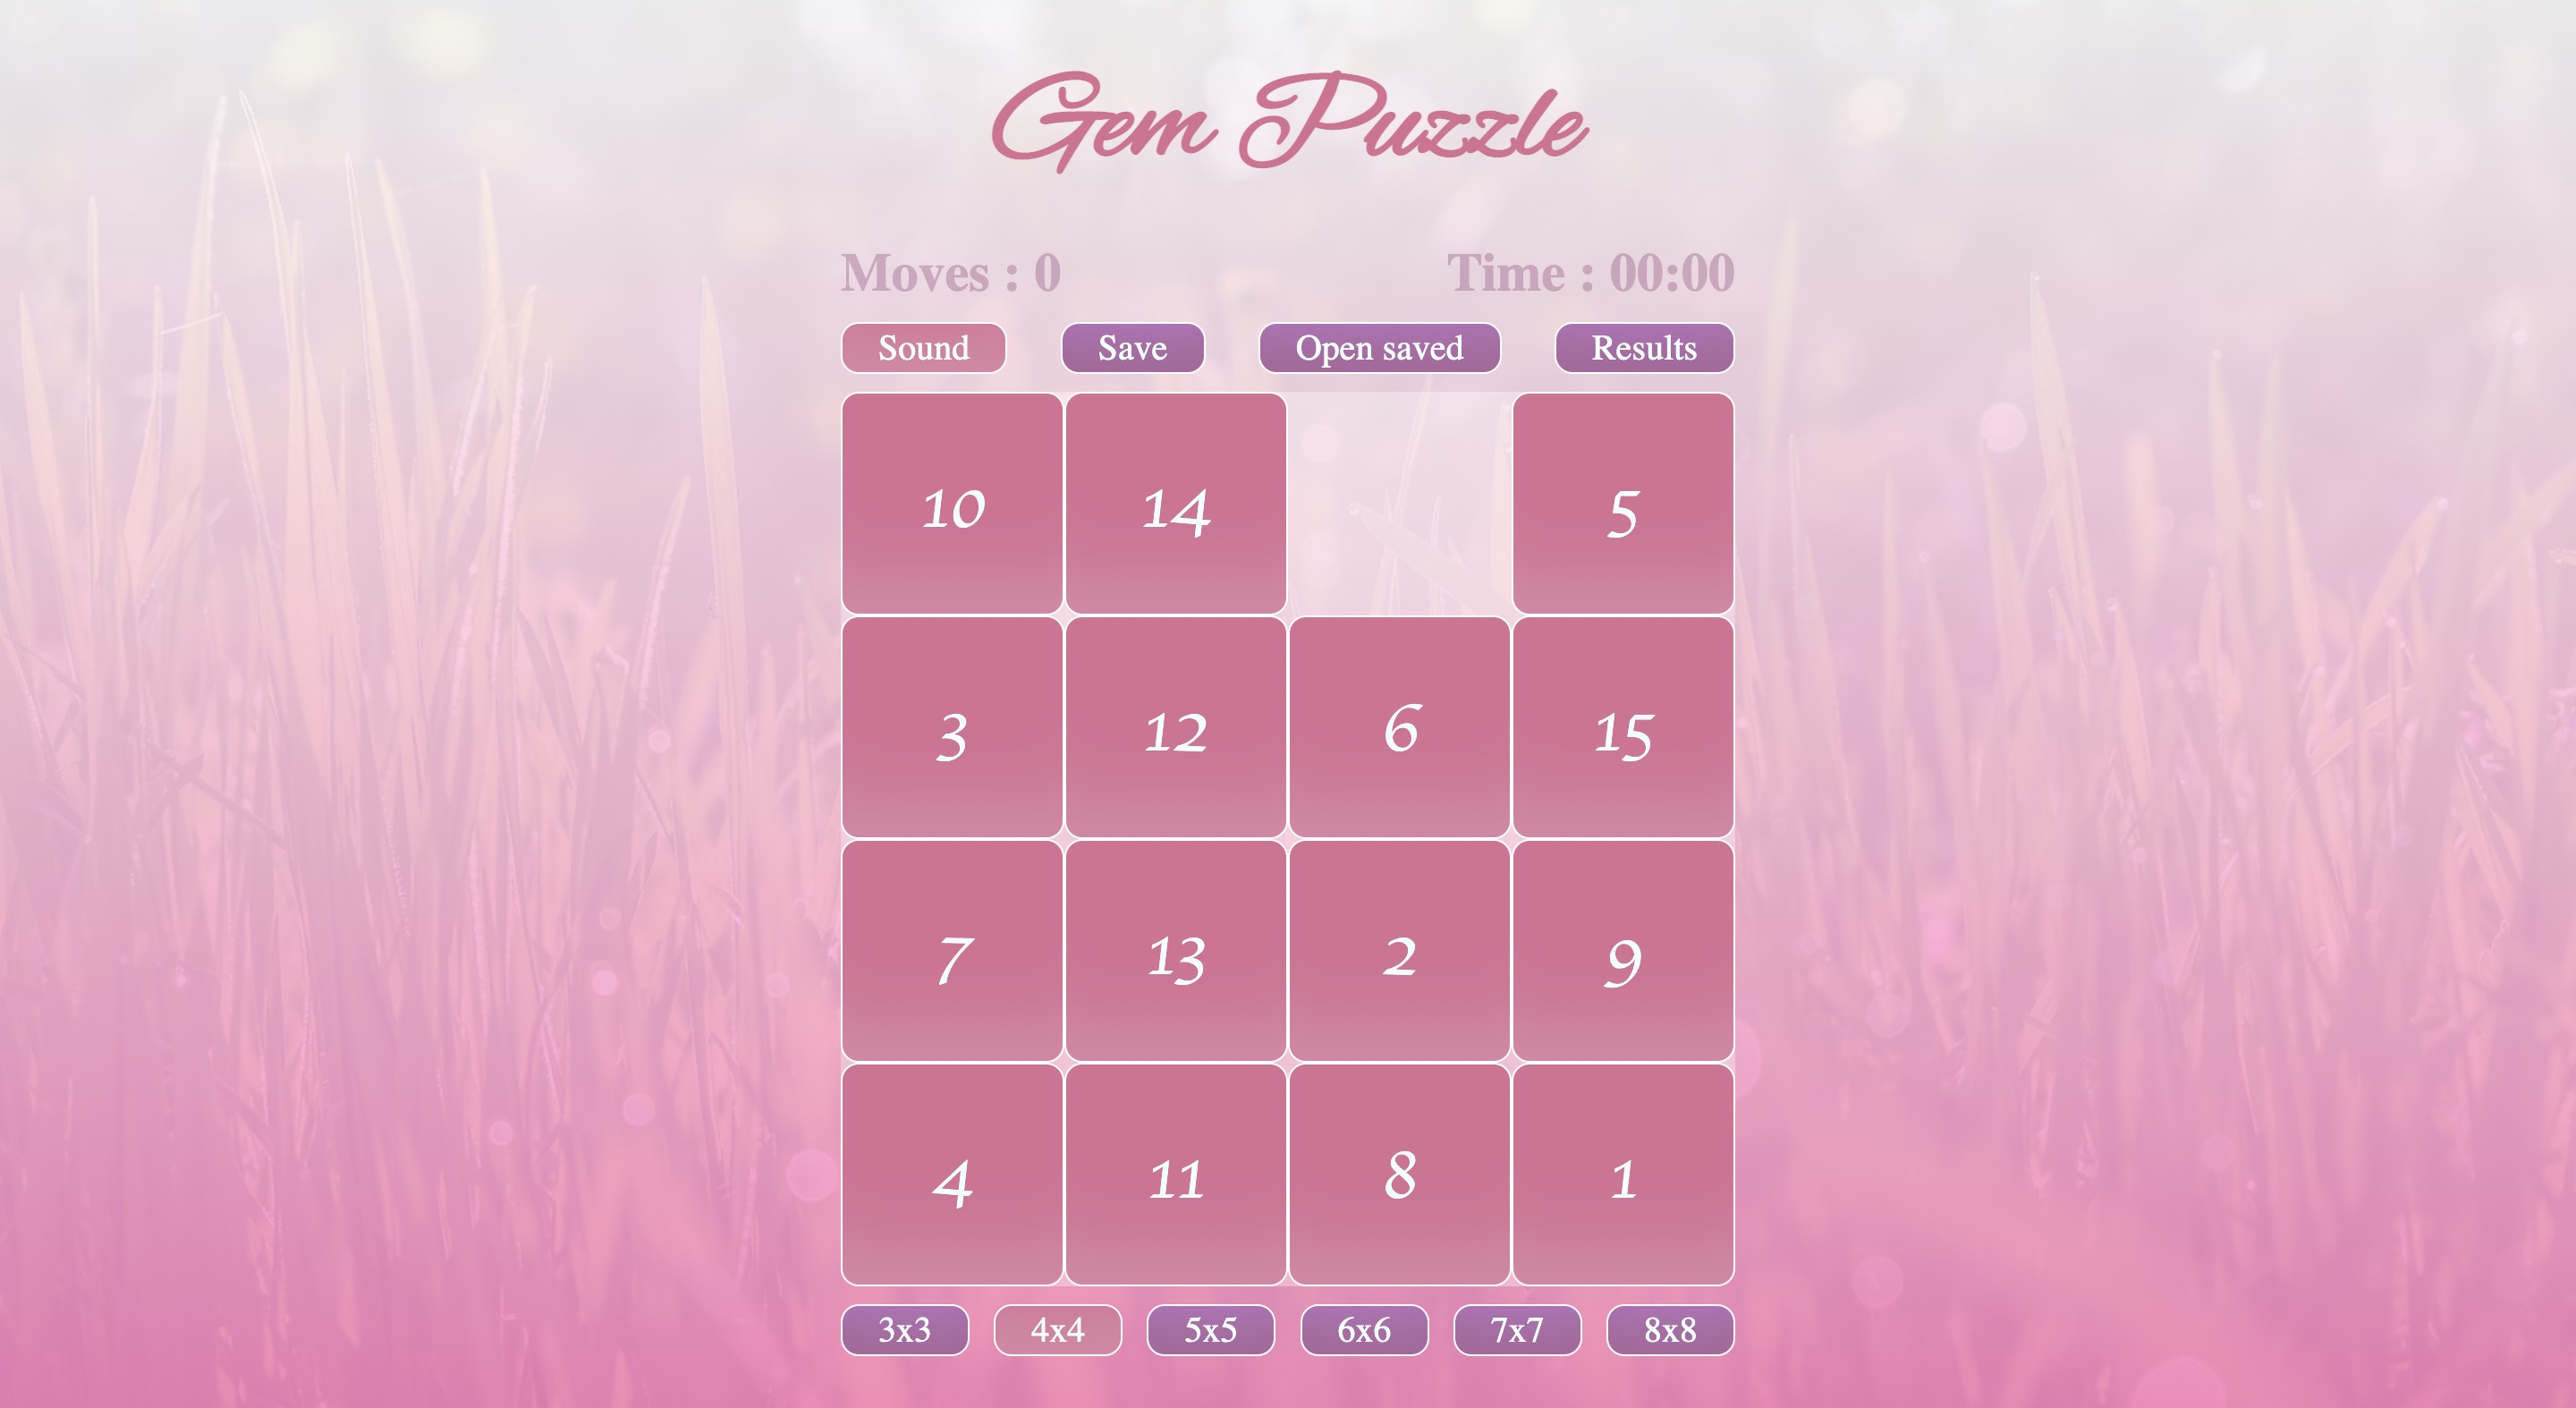 Gem Puzzle
Moves : 0 Time : 00:00
Sound Save Open saved Results
10 14 5
3 12 6 15
7 13 2 9
4 11 8 1
3x3 4x4 5x5 6x6 7x7 8x8